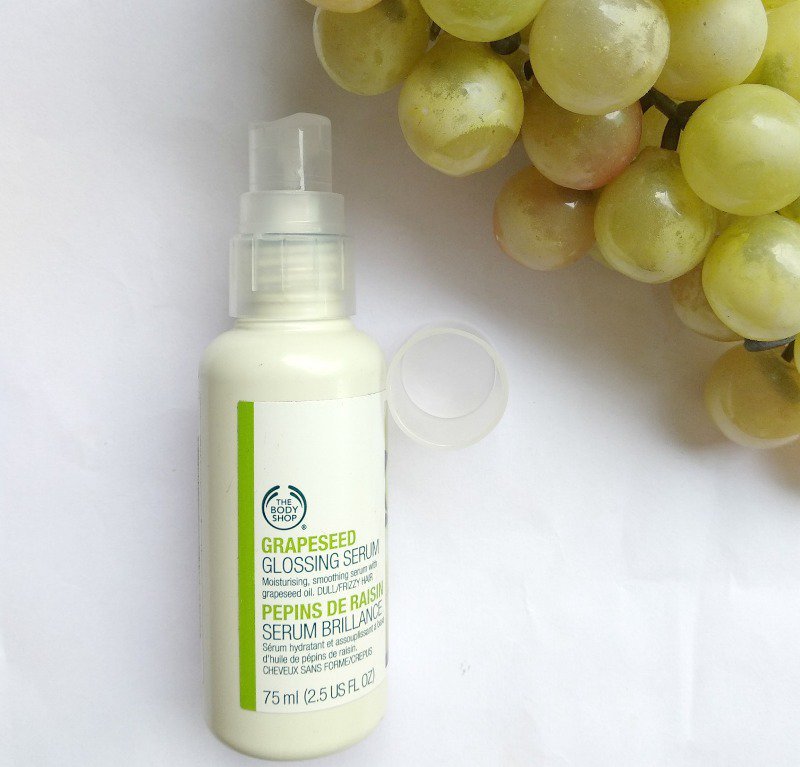 THE
BODY
SHOP
®
GRAPESEED
GLOSSING SERUM
Moisturising, smoothing serum with
grapeseed oil. DULL/FRIZZY HAIR
PEPINS DE RAISIN
SERUM BRILLANCE
Sérum hydratant et assouplissant à base
d'huile de pépins de raisin.
CHEVEUX SANS FORME/CRÉPUS
75 ml (2.5 US FL OZ)